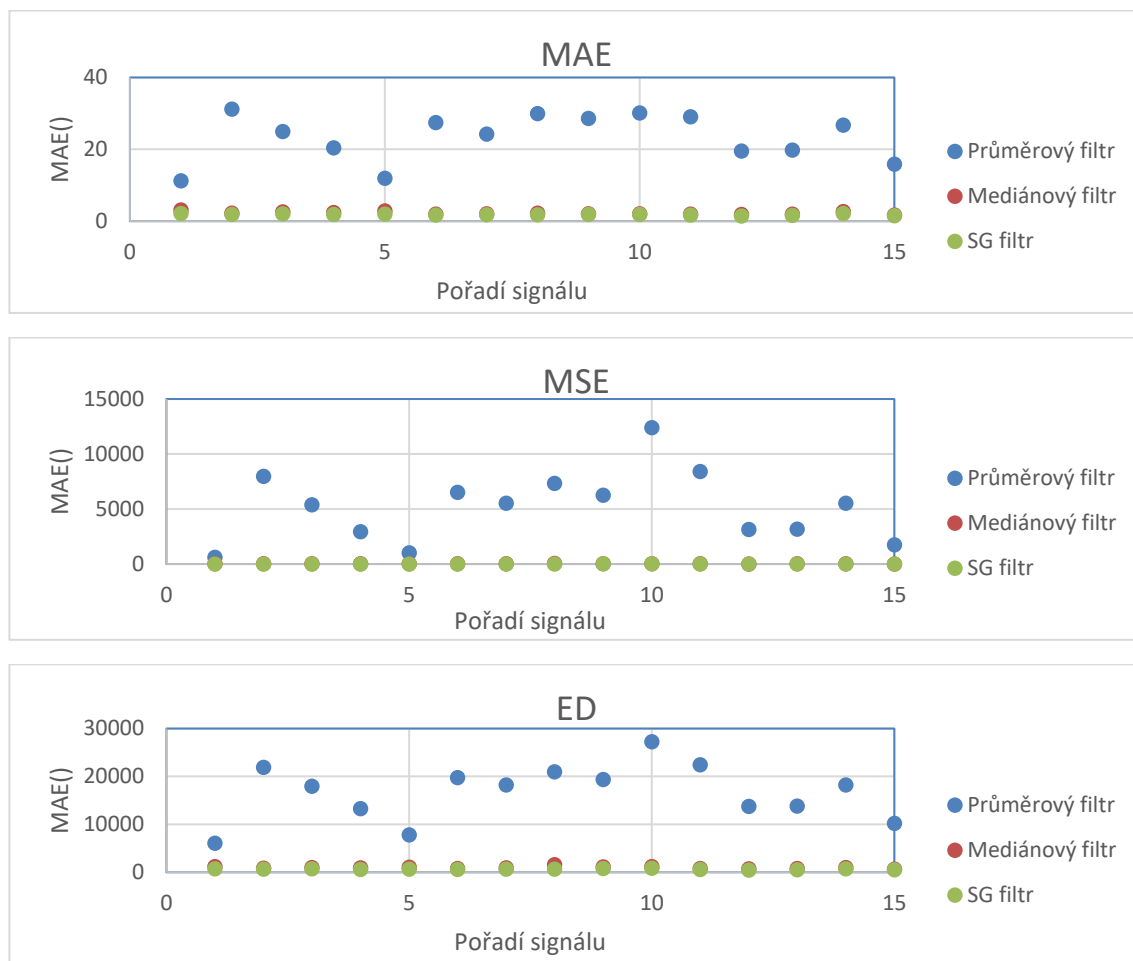 MAE
40
20
0
0
5
10
15
MAE()
Pořadí signálu
Průměrový filtr
Mediánový filtr
SG filtr
MSE
15000
10000
5000
0
0
5
10
15
MAE()
Pořadí signálu
Průměrový filtr
Mediánový filtr
SG filtr
ED
30000
20000
10000
0
0
5
10
15
MAE()
Pořadí signálu
Průměrový filtr
Mediánový filtr
SG filtr